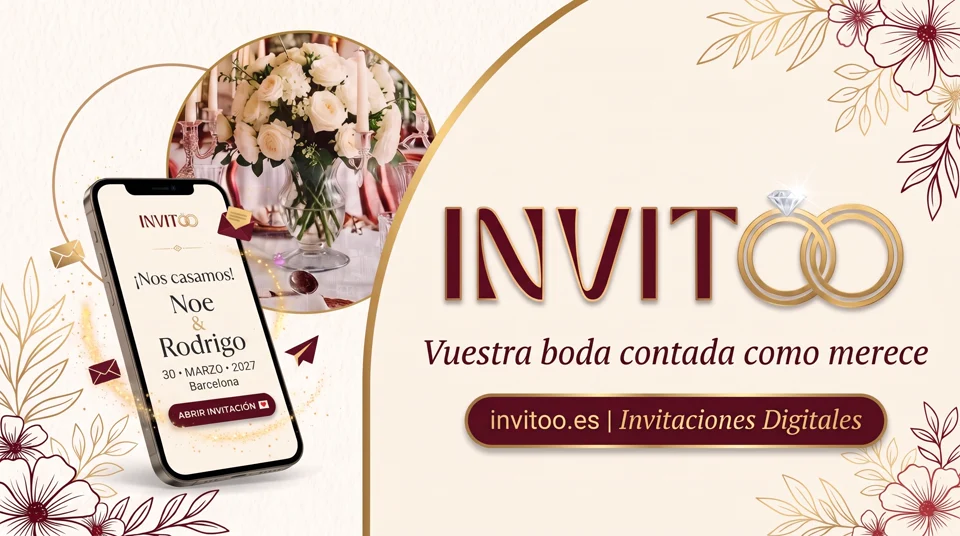 INVITOO
¡Nos casamos!
Noe
&
Rodrigo
30 • MARZO • 2027
Barcelona
ABRIR INVITACIÓN
INVITOO
Vuestra boda contada como merece
invitoo.es | Invitaciones Digitales